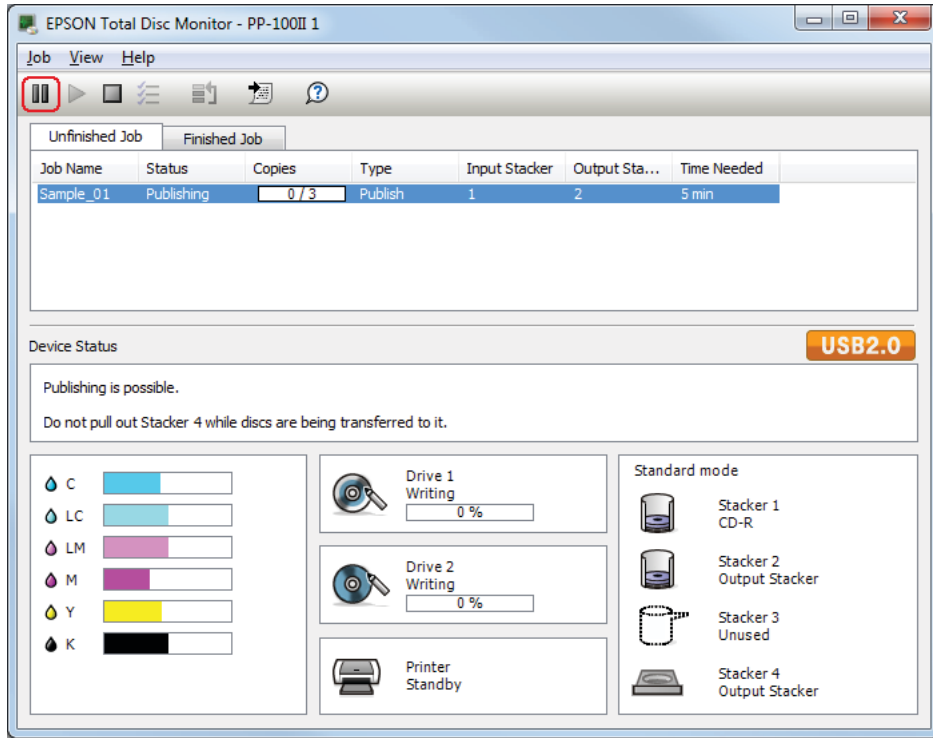 EPSON Total Disc Monitor - PP-100II 1
Job View Help
Unfinished Job Finished Job
Job Name Status Copies Type Input Stacker Output Sta... Time Needed
Sample_01 Publishing 0 / 3 Publish 1 2 5 min
Device Status
USB2.0
Publishing is possible.
Do not pull out Stacker 4 while discs are being transferred to it.
C
LC
LM
M
Y
K
Drive 1
Writing
0 %
Drive 2
Writing
0 %
Printer
Standby
Standard mode
Stacker 1
CD-R
Stacker 2
Output Stacker
Stacker 3
Unused
Stacker 4
Output Stacker